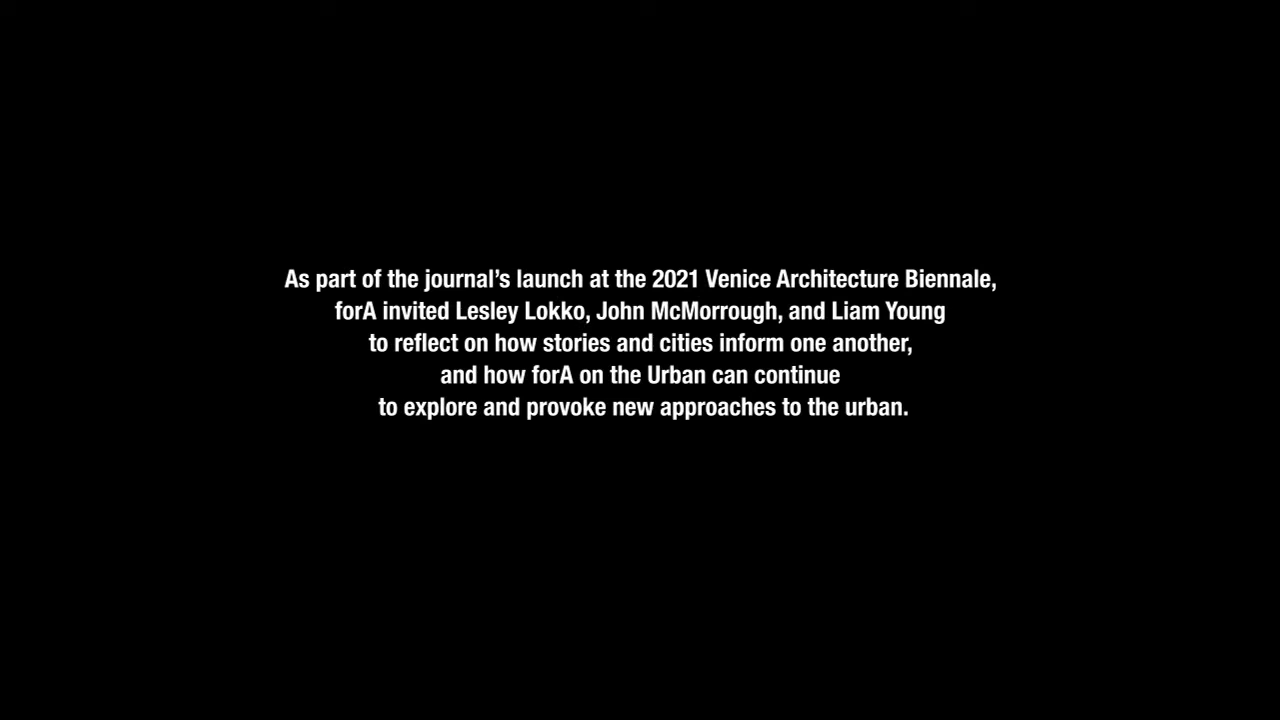 As part of the journal’s launch at the 2021 Venice Architecture Biennale,
forA invited Lesley Lokko, John McMorrough, and Liam Young
to reflect on how stories and cities inform one another,
and how forA on the Urban can continue
to explore and provoke new approaches to the urban.